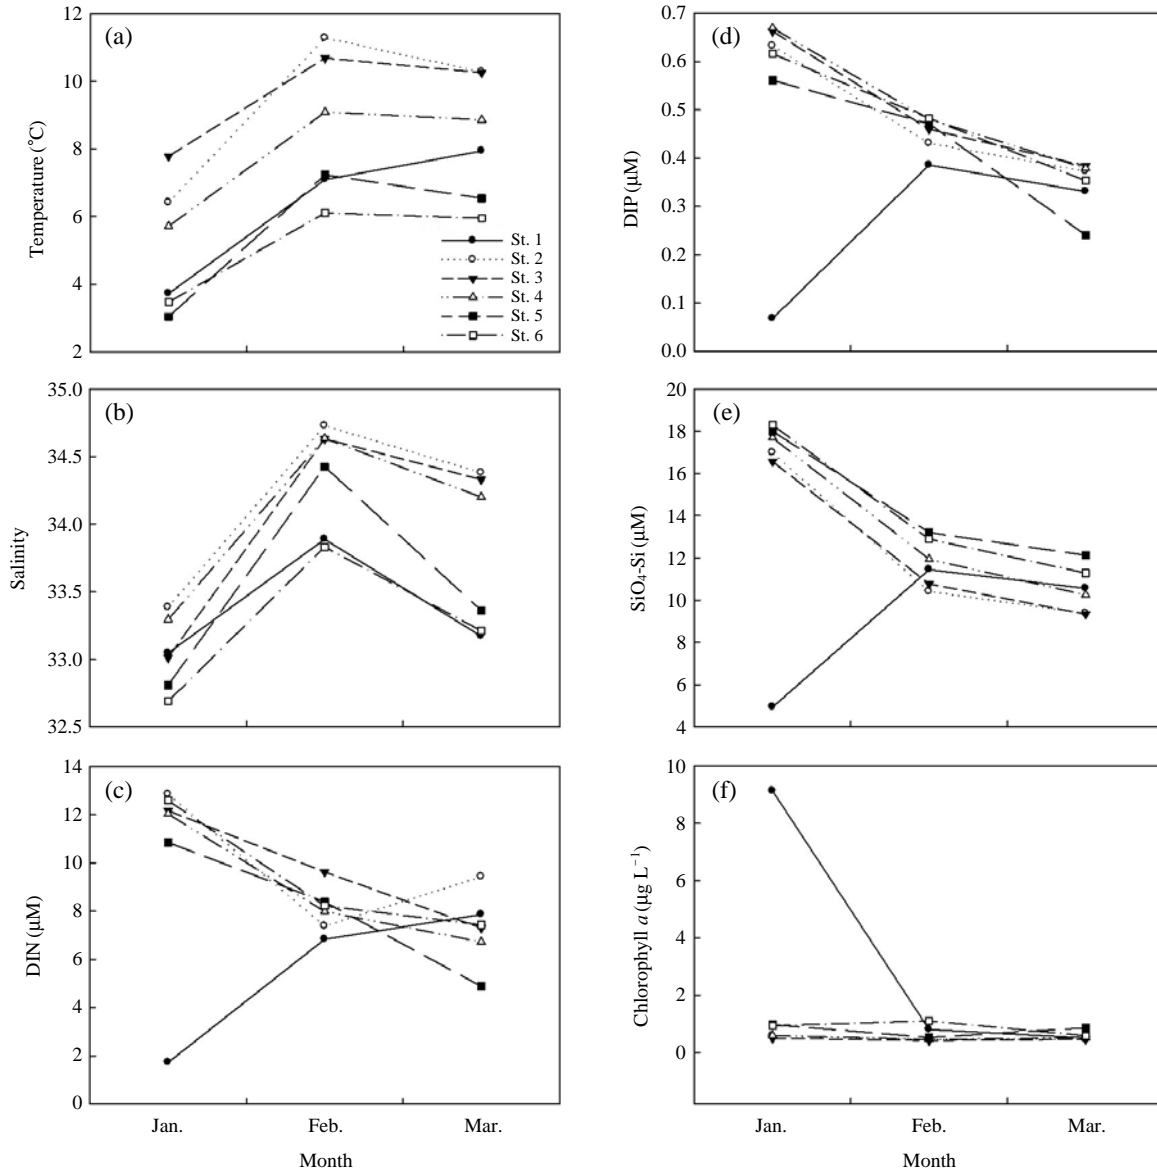 (a)
Temperature (°C)
12
10
8
6
4
2
St. 1
St. 2
St. 3
St. 4
St. 5
St. 6
(b)
Salinity
35.0
34.5
34.0
33.5
33.0
32.5
(c)
DIN (μM)
14
12
10
8
6
4
2
0
Jan.
Feb.
Mar.
Month
(d)
DIP (μM)
0.7
0.6
0.5
0.4
0.3
0.2
0.1
0.0
(e)
SiO₄-Si (μM)
20
18
16
14
12
10
8
6
4
(f)
Chlorophyll a (μg L⁻¹)
10
8
6
4
2
0
Jan.
Feb.
Mar.
Month